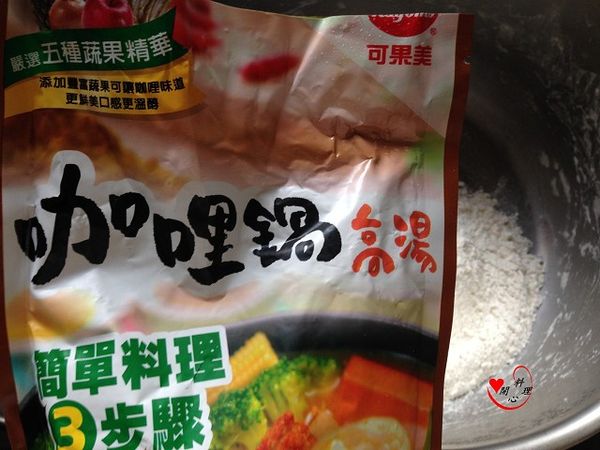 嚴選五種蔬果精華
添加豐富蔬果可讓咖哩味道
更鮮美口感更溫醇
Kagome
®
可果美
咖哩鍋高湯
簡單料理
3步驟
開心料理